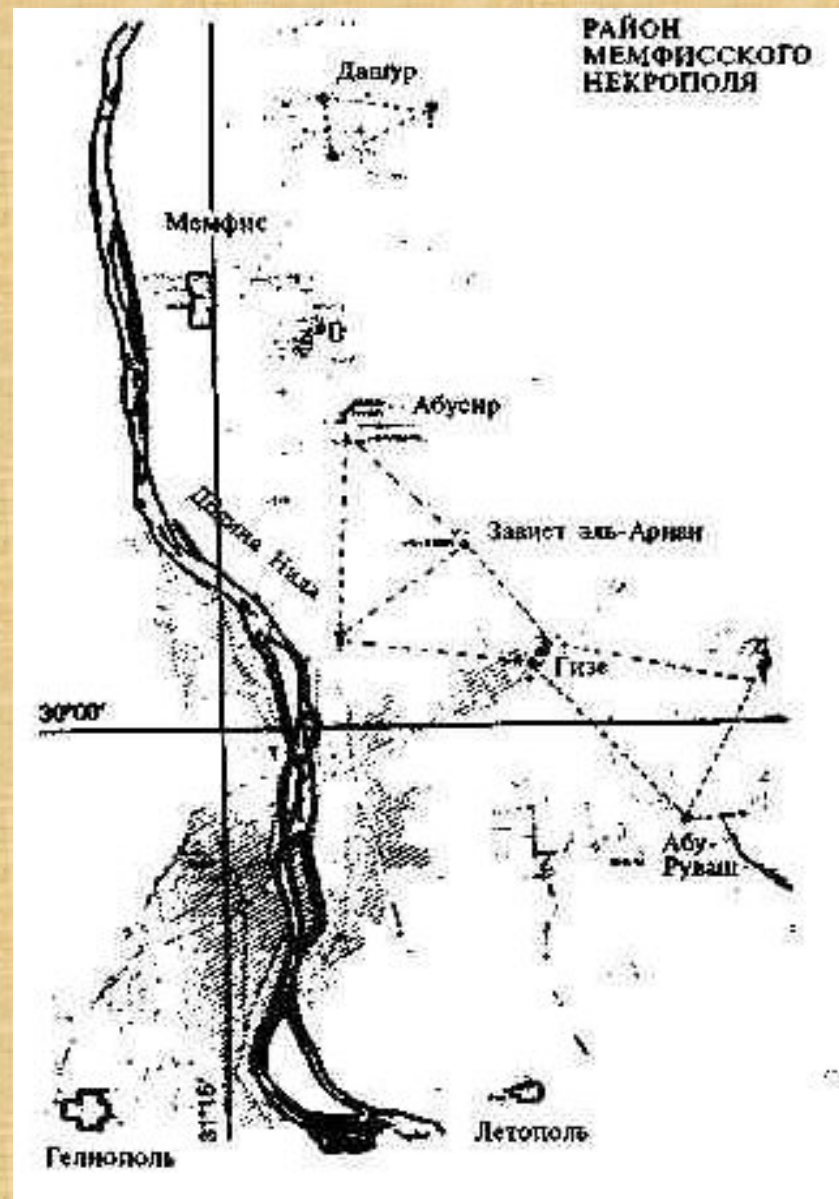 РАЙОН
МЕМФИССКОГО
НЕКРОПОЛЯ
Дашур
Мемфис
Абусир
Долина Нила
Завиет эль-Ариан
Гизе
30°00'
Абу-
Руваш
31°15'
Летополь
Гелиополь